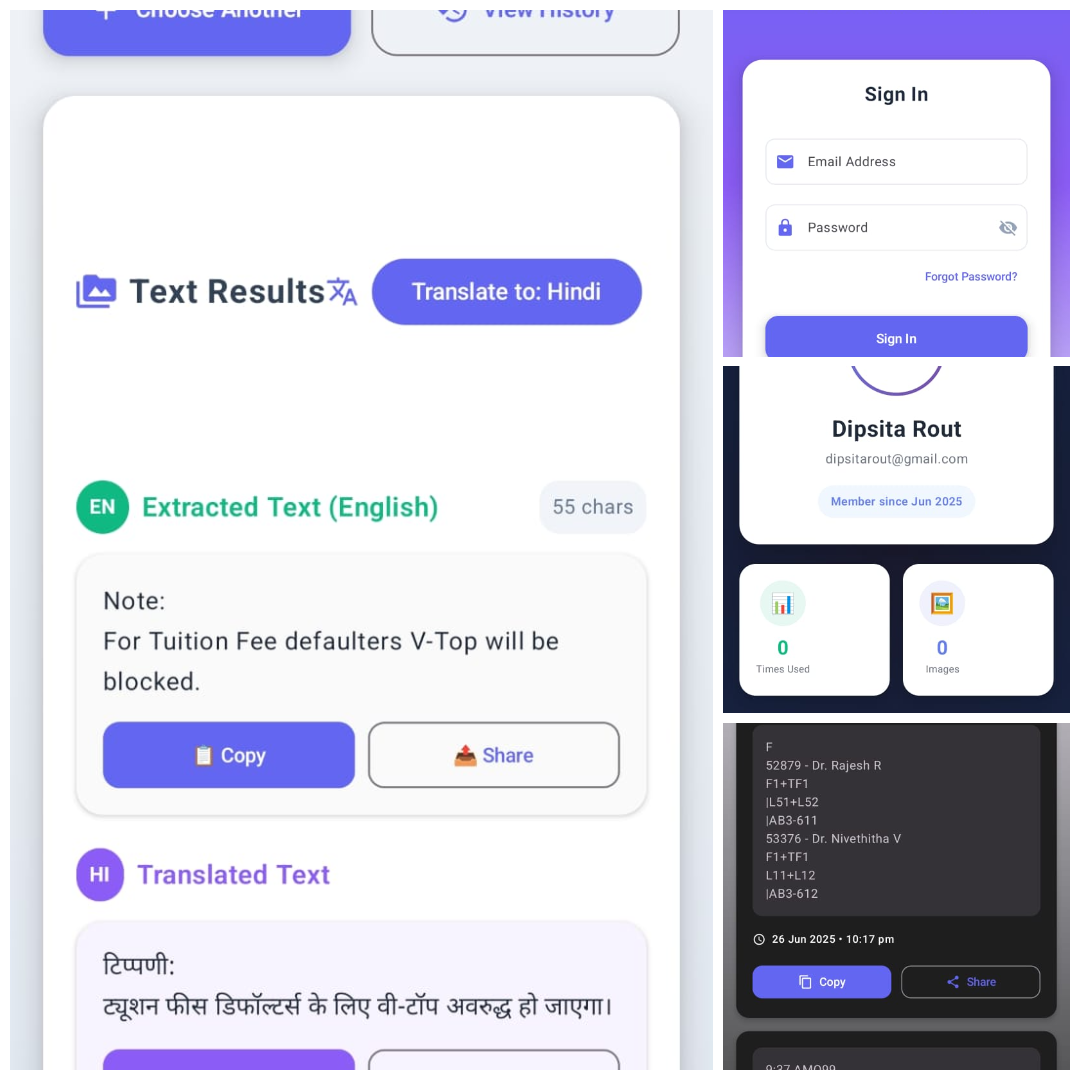 Choose Another
View History
Text Results
Translate to: Hindi
EN
Extracted Text (English)
55 chars
Note:
For Tuition Fee defaulters V-Top will be
blocked.
Copy
Share
HI
Translated Text
टिप्पणी:
ट्यूशन फीस डिफॉल्टर्स के लिए वी-टॉप अवरुद्ध हो जाएगा।
Sign In
Email Address
Password
Forgot Password?
Sign In
Dipsita Rout
dipsitarout@gmail.com
Member since Jun 2025
0
Times Used
0
Images
F
52879 - Dr. Rajesh R
F1+TF1
|L51+L52
|AB3-611
53376 - Dr. Nivethitha V
F1+TF1
L11+L12
|AB3-612
26 Jun 2025 • 10:17 pm
Copy
Share
9:37 AMO99